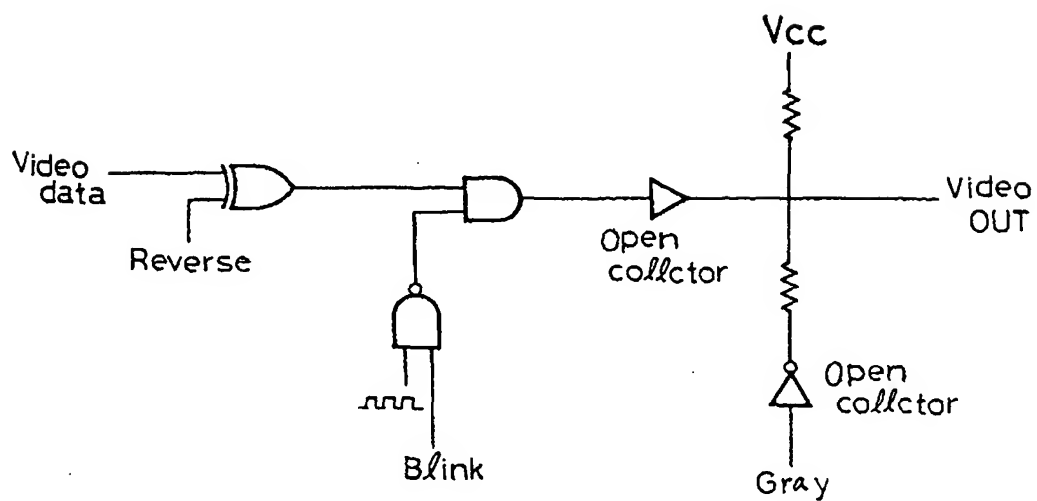 Vcc
Video
data
Reverse
Open
collctor
Video
OUT
Open
collctor
Blink
Gray